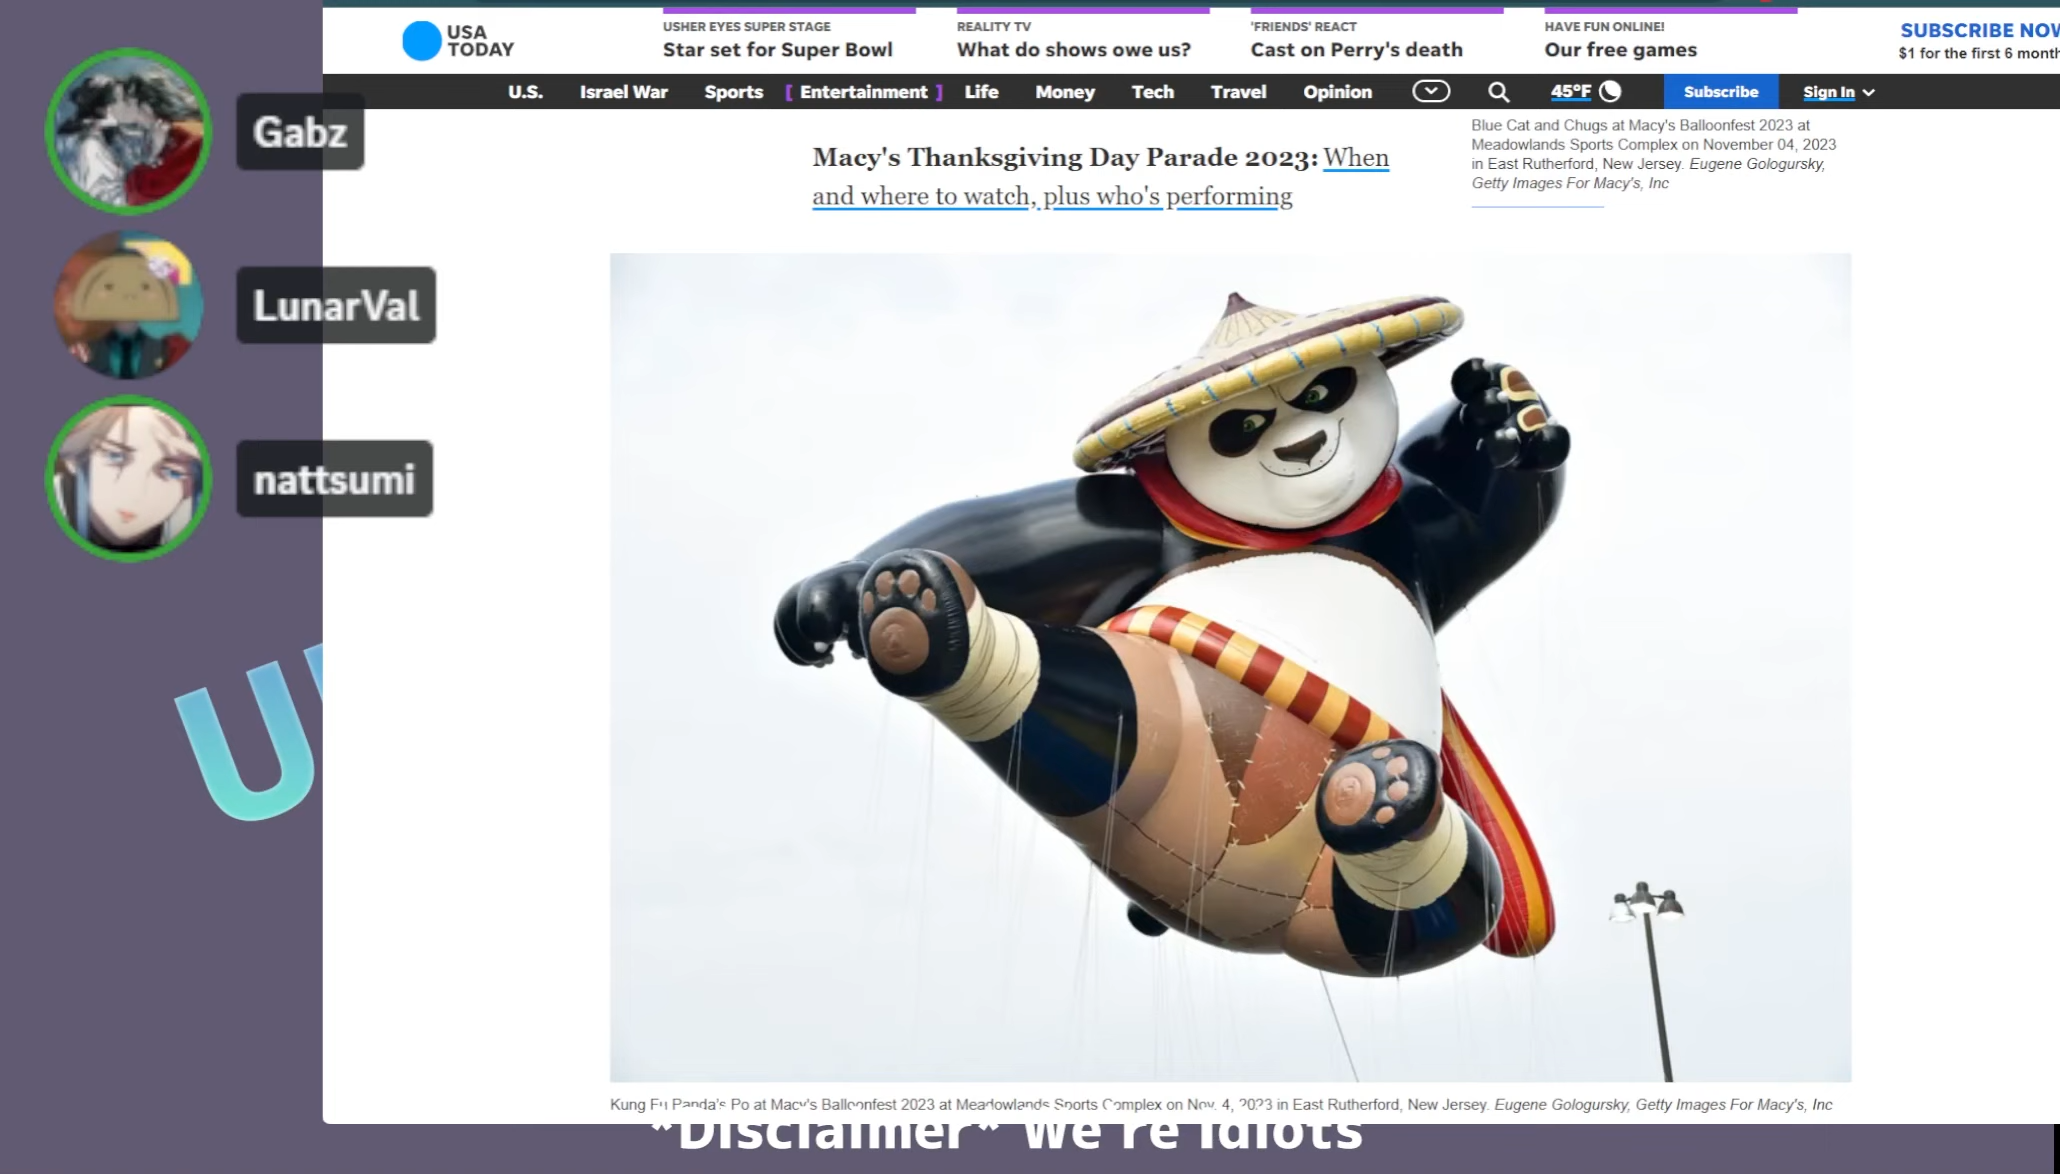 USA
TODAY
USHER EYES SUPER STAGE
Star set for Super Bowl
REALITY TV
What do shows owe us?
'FRIENDS' REACT
Cast on Perry's death
HAVE FUN ONLINE!
Our free games
SUBSCRIBE NOW
$1 for the first 6 month
U.S. Israel War Sports [ Entertainment ] Life Money Tech Travel Opinion 45°F Subscribe Sign In
Gabz
LunarVal
nattsumi
Macy's Thanksgiving Day Parade 2023: When
and where to watch, plus who's performing
Blue Cat and Chugs at Macy's Balloonfest 2023 at
Meadowlands Sports Complex on November 04, 2023
in East Rutherford, New Jersey. Eugene Gologursky,
Getty Images For Macy's, Inc
U
Kung Fu Panda's Po at Macy's Balloonfest 2023 at Meadowlands Sports Complex on Nov. 4, 2023 in East Rutherford, New Jersey. Eugene Gologursky, Getty Images For Macy's, Inc
*Disclaimer* We're Idiots